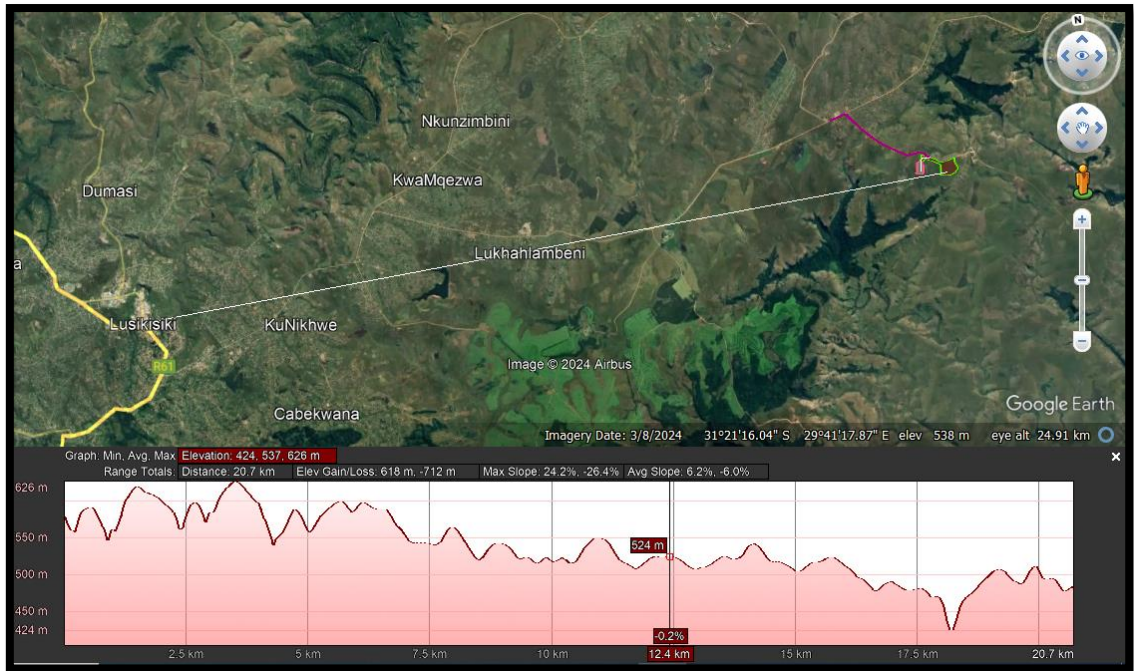 N
Nkunzimbini
KwaMqezwa
Dumasi
Lukhahlambeni
a
Lusikisiki
KuNikhwe
R61
Image © 2024 Airbus
Cabekwana
Google Earth
Imagery Date: 3/8/2024 31°21'16.04" S 29°41'17.87" E elev 538 m eye alt 24.91 km
Graph: Min, Avg, Max Elevation: 424, 537, 626 m
Range Totals: Distance: 20.7 km Elev Gain/Loss: 618 m, -712 m Max Slope: 24.2%, -26.4% Avg Slope: 6.2%, -6.0%
626 m
550 m
524 m
500 m
450 m
424 m
-0.2%
2.5 km 5 km 7.5 km 10 km 12.4 km 15 km 17.5 km 20.7 km